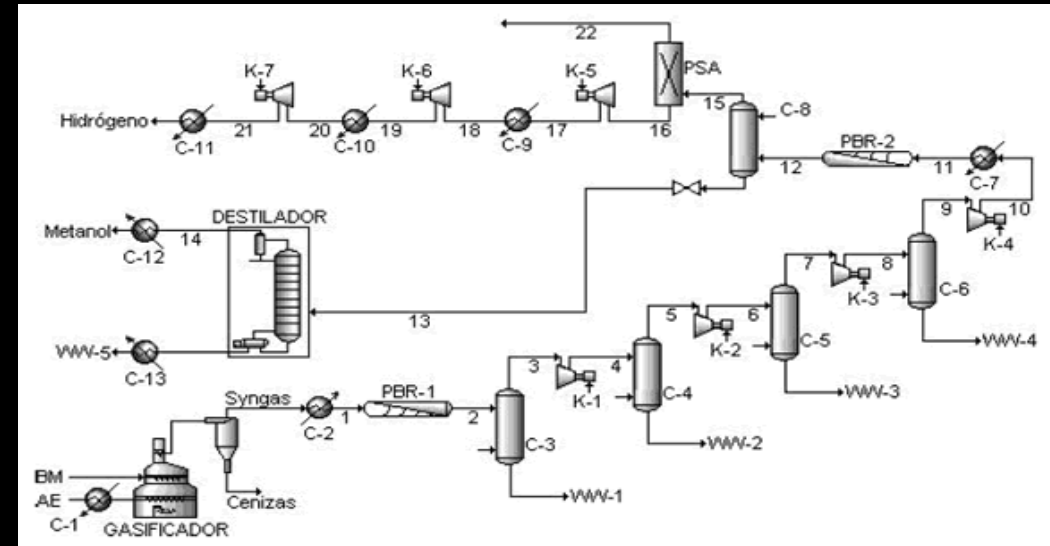 22
K-7
K-6
K-5
PSA
15
C-8
Hidrógeno
21
20
19
18
17
16
C-11
C-10
C-9
PBR-2
12
11
C-7
9
10
K-4
DESTILADOR
Metanol
14
C-12
7
8
K-3
C-6
13
5
6
K-2
C-5
WW-4
WW-5
C-13
3
4
K-1
C-4
WW-3
Syngas
PBR-1
1
2
C-2
C-3
WW-2
BM
AE
C-1
Cenizas
WW-1
GASIFICADOR